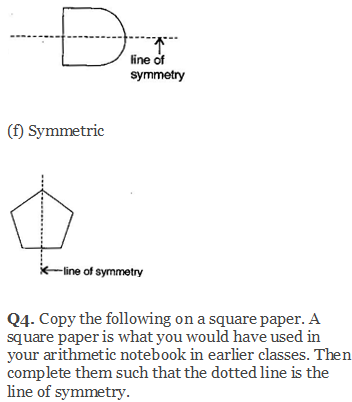 line of
symmetry
(f) Symmetric
line of symmetry
Q4. Copy the following on a square paper. A
square paper is what you would have used in
your arithmetic notebook in earlier classes. Then
complete them such that the dotted line is the
line of symmetry.